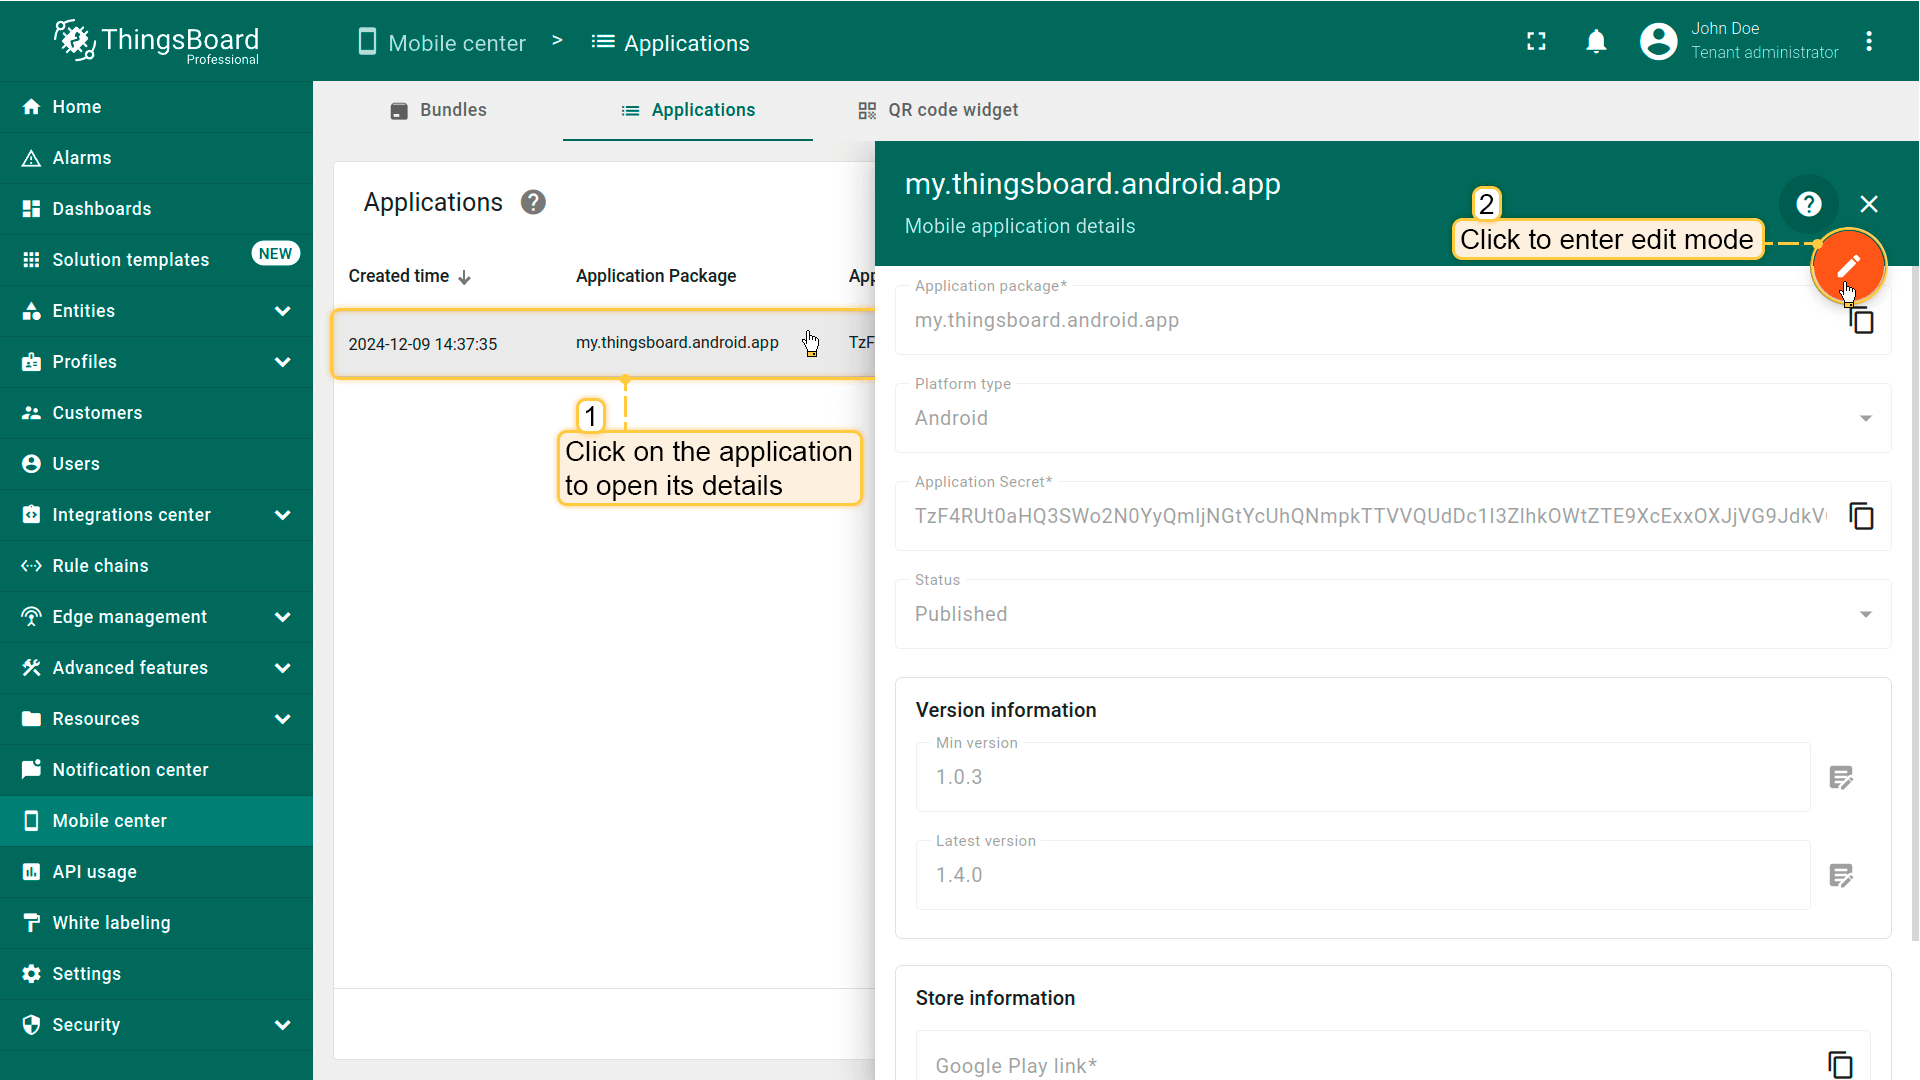 ThingsBoard
Professional
Mobile center > Applications
John Doe
Tenant administrator
Home
Alarms
Dashboards
Solution templates NEW
Entities
Profiles
Customers
Users
Integrations center
Rule chains
Edge management
Advanced features
Resources
Notification center
Mobile center
API usage
White labeling
Settings
Security
Bundles
Applications
QR code widget
Applications
Created time
Application Package
App
2024-12-09 14:37:35
my.thingsboard.android.app
TzF
1
Click on the application
to open its details
my.thingsboard.android.app
Mobile application details
2
Click to enter edit mode
Application package*
my.thingsboard.android.app
Platform type
Android
Application Secret*
Status
Published
Version information
Min version
1.0.3
Latest version
1.4.0
Store information
Google Play link*